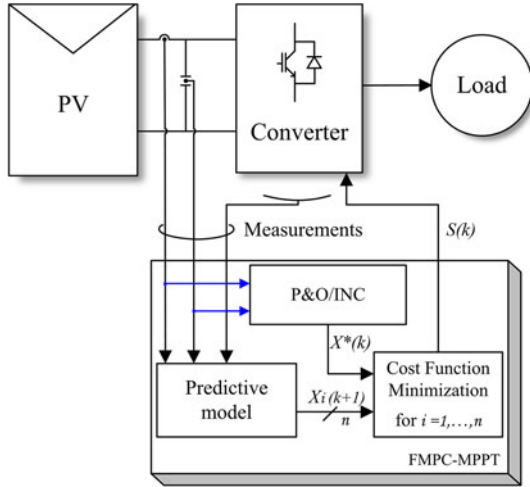 PV
Converter
Load
Measurements
S(k)
P&O/INC
X*(k)
Predictive
model
Xi (k+1)
n
Cost Function
Minimization
for i =1,...,n
FMPC-MPPT